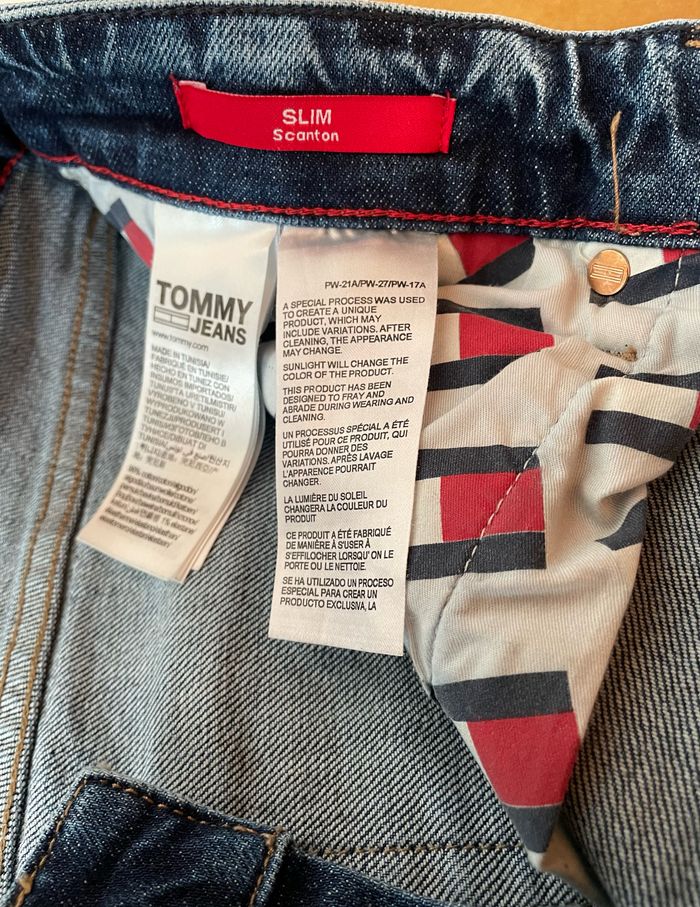 SLIM
Scanton
TOMMY
JEANS
www.tommy.com
MADE IN TUNISIA/
FABRIQUÉ EN TUNISIE/
HECHO EN TUNEZ CON
INSUMOS IMPORTADOS/
PW-21A/PW-27/PW-17A
A SPECIAL PROCESS WAS USED
TO CREATE A UNIQUE
PRODUCT, WHICH MAY
INCLUDE VARIATIONS. AFTER
CLEANING, THE APPEARANCE
MAY CHANGE.
SUNLIGHT WILL CHANGE THE
COLOR OF THE PRODUCT.
THIS PRODUCT HAS BEEN
DESIGNED TO FRAY AND
ABRADE DURING WEARING AND
CLEANING.
UN PROCESSUS SPÉCIAL A ÉTÉ
UTILISÉ POUR CE PRODUIT, QUI
POURRA DONNER DES
VARIATIONS. APRÈS LAVAGE
L'APPARENCE POURRAIT
CHANGER.
LA LUMIÈRE DU SOLEIL
CHANGERA LA COULEUR DU
PRODUIT
CE PRODUIT A ÉTÉ FABRIQUÉ
DE MANIÈRE À S'USER À
S'EFFILOCHER LORSQU' ON LE
PORTE OU LE NETTOIE.
SE HA UTILIZADO UN PROCESO
ESPECIAL PARA CREAR UN
PRODUCTO EXCLUSIVA, LA